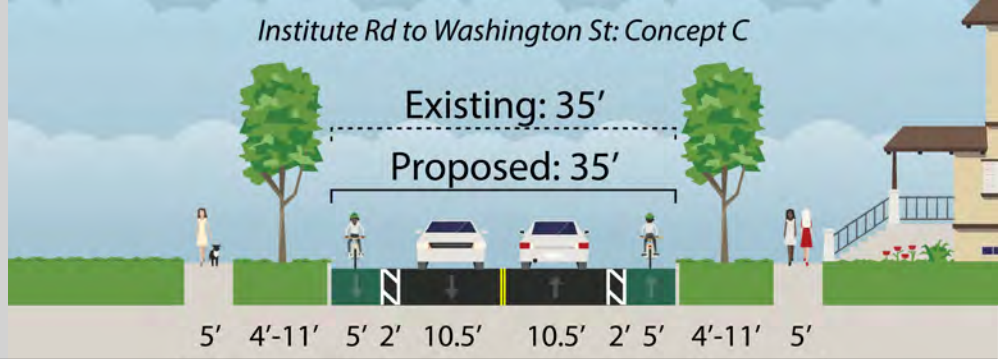 Institute Rd to Washington St: Concept C
Existing: 35'
Proposed: 35'
5' 4'-11' 5' 2' 10.5' 10.5' 2' 5' 4'-11' 5'